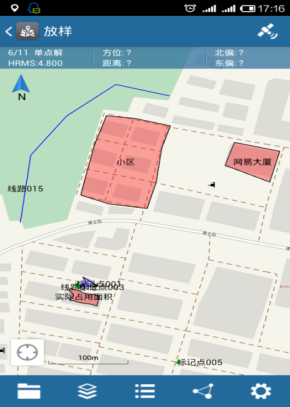 17:16
放样
6/11 单点解 方位:? 北偏:?
HRMS:4.800 距离:? 东偏:?
N
小区
网易大厦
线路015
实际占用面积
100m
标记点005